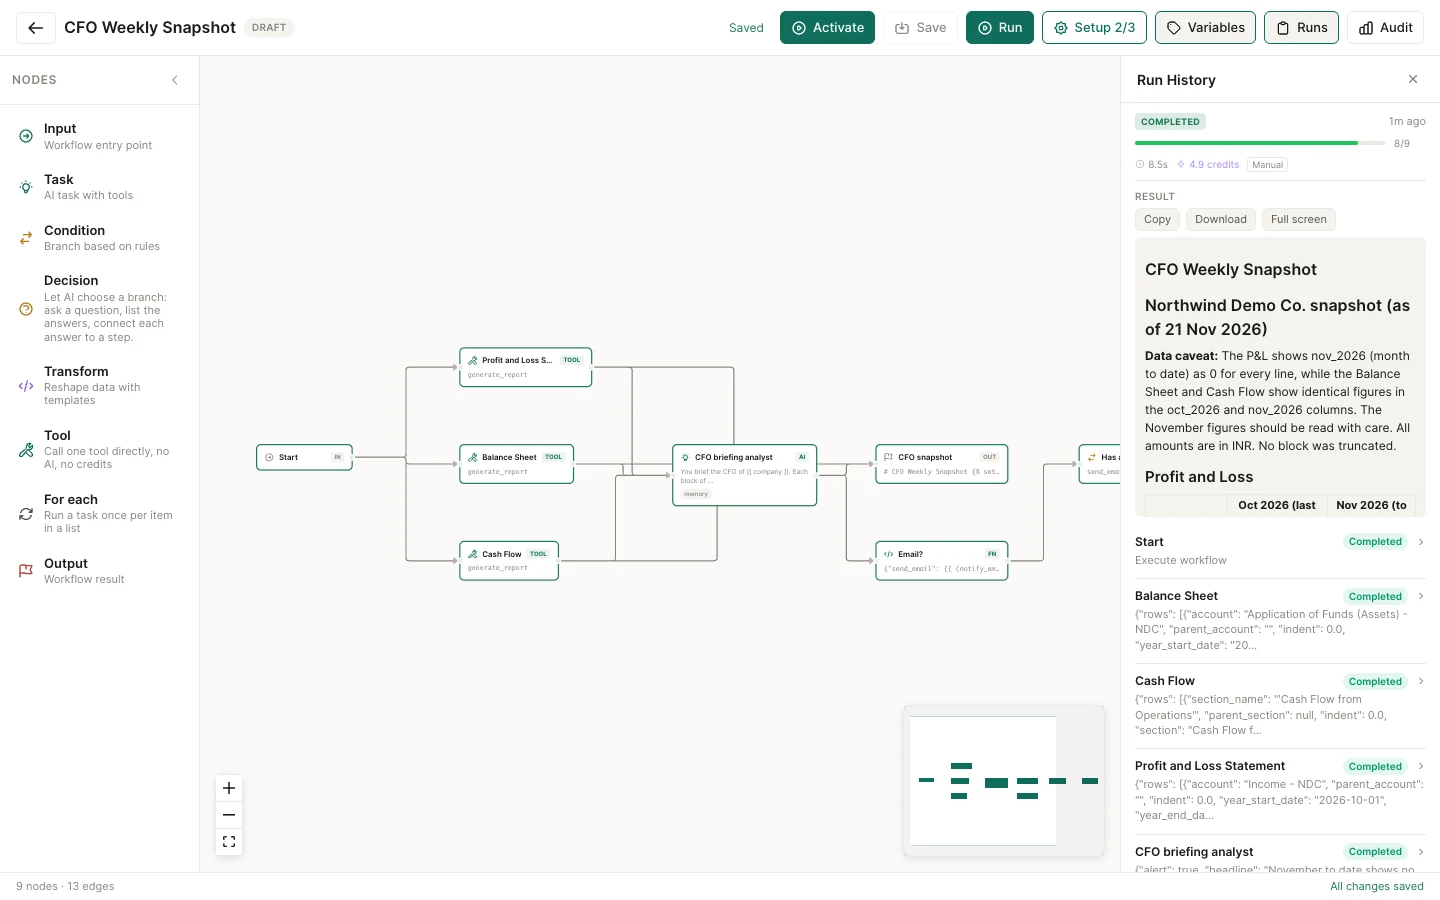 CFO Weekly Snapshot DRAFT
Saved Activate Save Run Setup 2/3 Variables Runs Audit
NODES
Input
Workflow entry point
Task
AI task with tools
Condition
Branch based on rules
Decision
Let AI choose a branch:
ask a question, list the
answers, connect each
answer to a step.
Transform
Reshape data with
templates
Tool
Call one tool directly, no
AI, no credits
For each
Run a task once per item
in a list
Output
Workflow result
Start IN
Profit and Loss S... TOOL
generate_report
Balance Sheet TOOL
generate_report
Cash Flow TOOL
generate_report
CFO briefing analyst AI
You brief the CFO of {{ company }}. Each
block of ...
memory
CFO snapshot OUT
# CFO Weekly Snapshot {% set...
Email? FN
{"send_email": {{ (notify_em...
Has a
send_emo
Run History
COMPLETED 1m ago
8/9
8.5s 4.9 credits Manual
RESULT
Copy Download Full screen
CFO Weekly Snapshot
Northwind Demo Co. snapshot (as
of 21 Nov 2026)
Data caveat: The P&L shows nov_2026 (month
to date) as 0 for every line, while the Balance
Sheet and Cash Flow show identical figures in
the oct_2026 and nov_2026 columns. The
November figures should be read with care. All
amounts are in INR. No block was truncated.
Profit and Loss
Oct 2026 (last Nov 2026 (to
Start Completed
Execute workflow
Balance Sheet Completed
{"rows": [{"account": "Application of Funds (Assets) -
NDC", "parent_account": "", "indent": 0.0,
"year_start_date": "20...
Cash Flow Completed
{"rows": [{"section_name": "'Cash Flow from
Operations'", "parent_section": null, "indent": 0.0,
"section": "Cash Flow f...
Profit and Loss Statement Completed
{"rows": [{"account": "Income - NDC", "parent_account":
"", "indent": 0.0, "year_start_date": "2026-10-01",
"year_end_da...
CFO briefing analyst Completed
{"alert": true, "headline": "November to date shows no
9 nodes · 13 edges
All changes saved